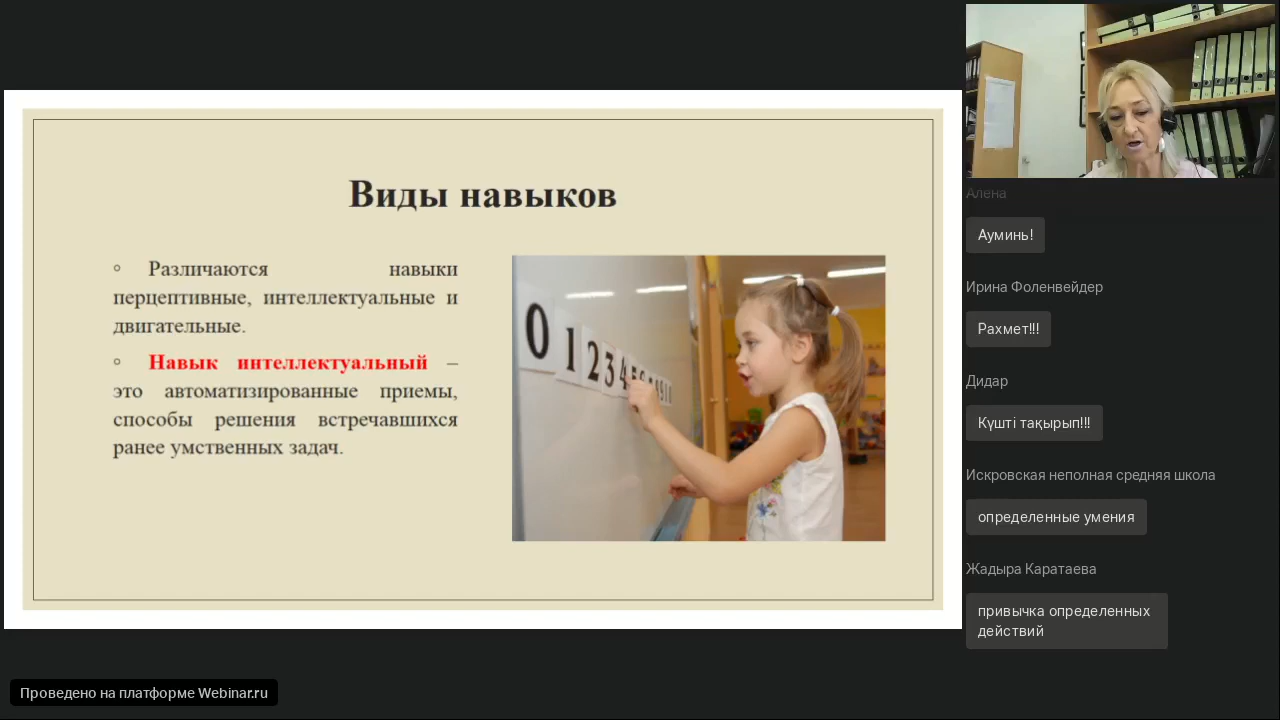 Виды навыков
◦ Различаются навыки
перцептивные, интеллектуальные и
двигательные.
◦ Навык интеллектуальный –
это автоматизированные приемы,
способы решения встречавшихся
ранее умственных задач.
0 1 2 3 4
Алена
Ауминь!
Ирина Фоленвейдер
Рахмет!!!
Дидар
Күшті тақырып!!!
Искровская неполная средняя школа
определенные умения
Жадыра Каратаева
привычка определенных
действий
Проведено на платформе Webinar.ru